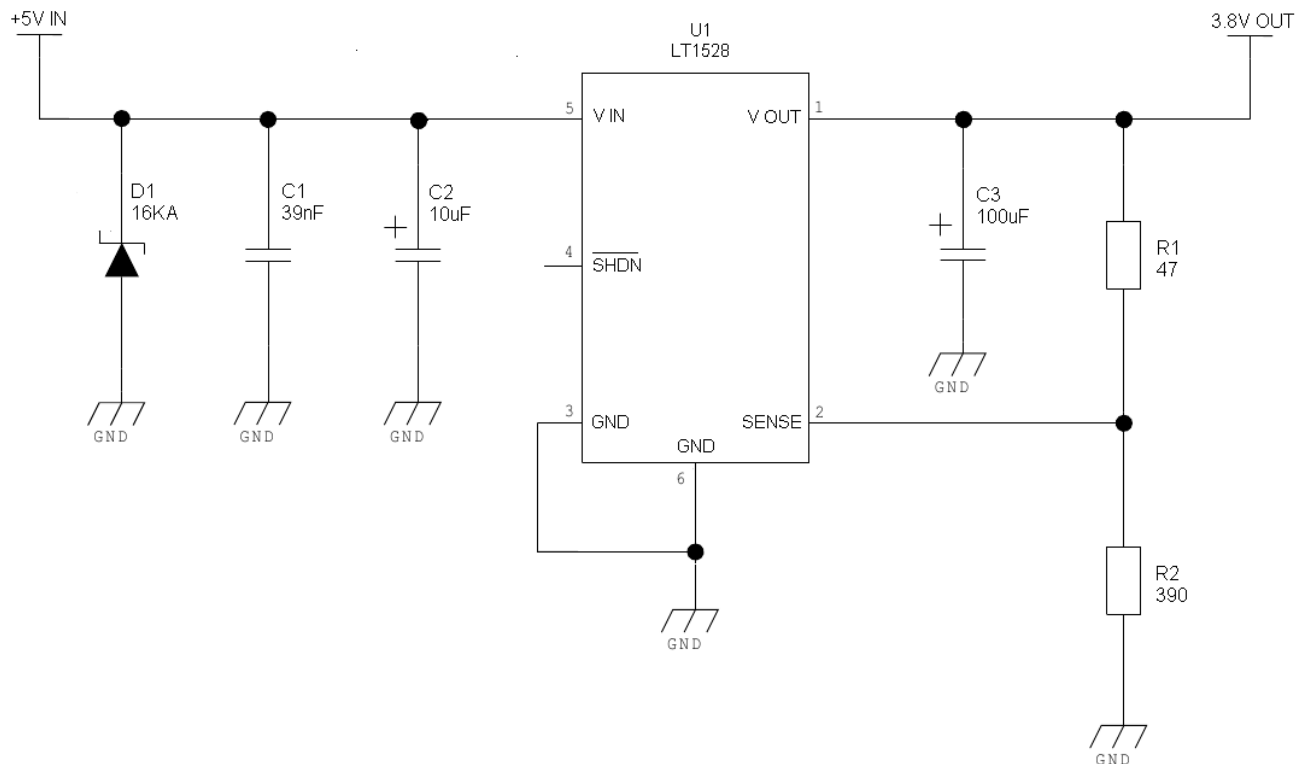 +5V IN
3.8V OUT
U1
LT1528
5
V IN
V OUT
1
D1
16KA
C1
39nF
C2
10uF
+
C3
100uF
+
4
SHDN
R1
47
GND
GND
GND
GND
3
GND
SENSE
2
GND
6
R2
390
GND
GND